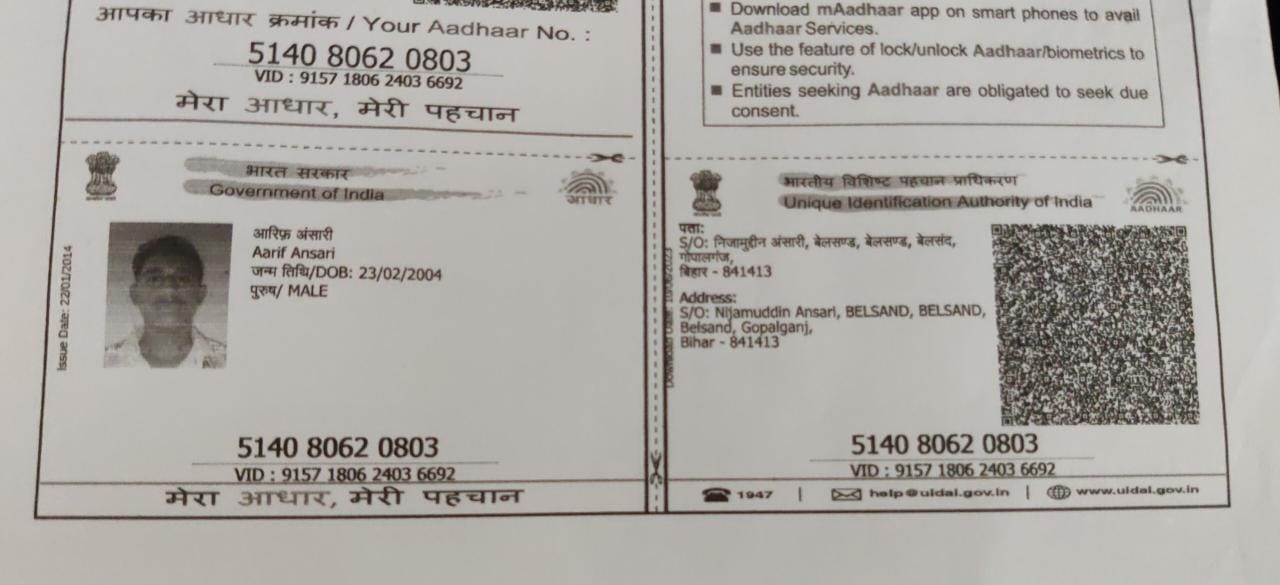 आपका आधार क्रमांक / Your Aadhaar No. :
5140 8062 0803
VID : 9157 1806 2403 6692
मेरा आधार, मेरी पहचान
■ Download mAadhaar app on smart phones to avail
Aadhaar Services.
■ Use the feature of lock/unlock Aadhaar/biometrics to
ensure security.
■ Entities seeking Aadhaar are obligated to seek due
consent.
भारत सरकार
Government of India
आधार
Issue Date: 22/01/2014
आरिफ़ अंसारी
Aarif Ansari
जन्म तिथि/DOB: 23/02/2004
पुरुष/ MALE
5140 8062 0803
VID : 9157 1806 2403 6692
मेरा आधार, मेरी पहचान
भारतीय विशिष्ट पहचान प्राधिकरण
Unique Identification Authority of India
AADHAAR
पता:
S/O: निजामुद्दीन अंसारी, बेलसण्ड, बेलसण्ड, बेलसंद,
गोपालगंज,
बिहार - 841413
Address:
S/O: Nijamuddin Ansari, BELSAND, BELSAND,
Belsand, Gopalganj,
Bihar - 841413
5140 8062 0803
VID : 9157 1806 2403 6692
1947 | help@uidai.gov.in | www.uidai.gov.in